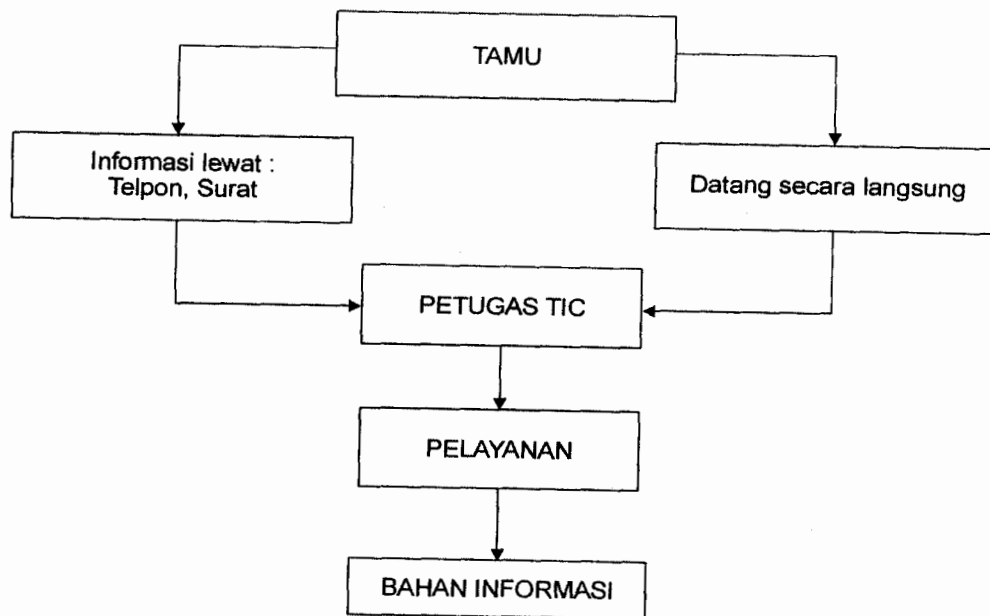 TAMU
Informasi lewat :
Telpon, Surat
Datang secara langsung
PETUGAS TIC
PELAYANAN
BAHAN INFORMASI